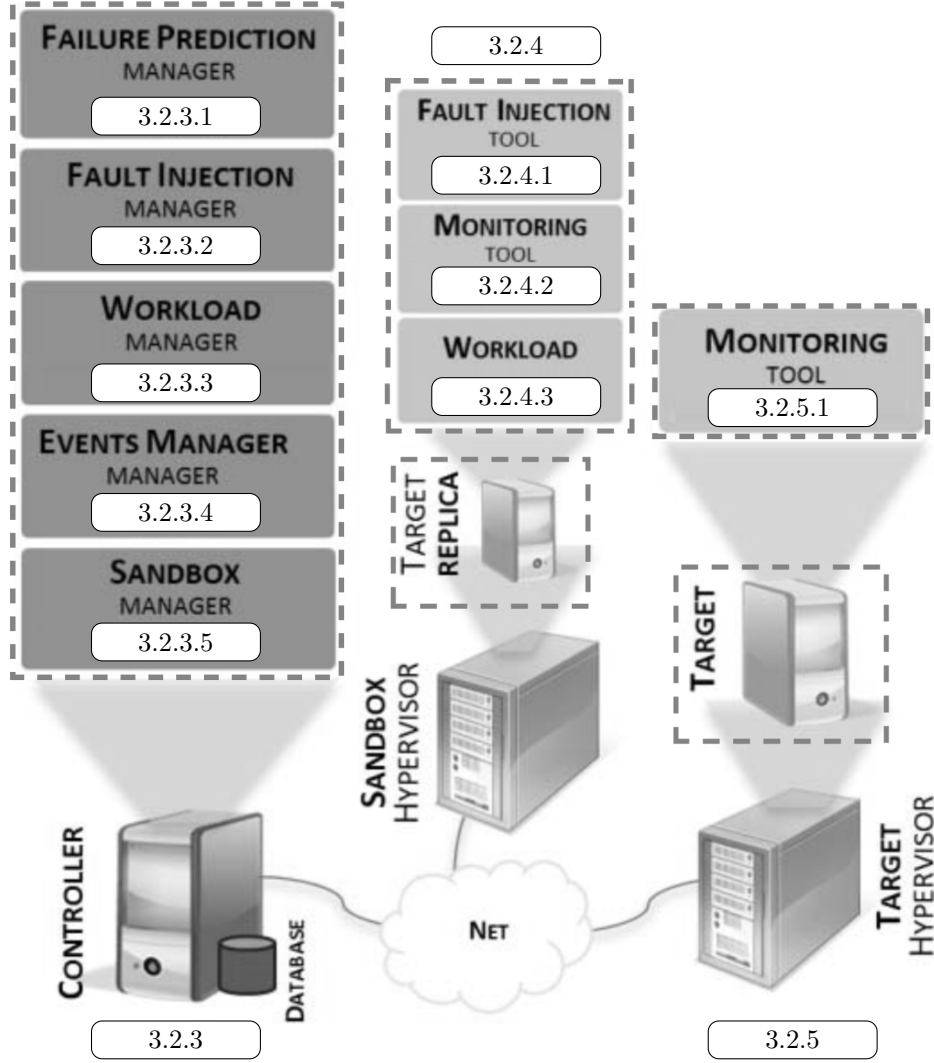 FAILURE PREDICTION
MANAGER
3.2.3.1
FAULT INJECTION
MANAGER
3.2.3.2
WORKLOAD
MANAGER
3.2.3.3
EVENTS MANAGER
MANAGER
3.2.3.4
SANDBOX
MANAGER
3.2.3.5
CONTROLLER
DATABASE
3.2.3
3.2.4
FAULT INJECTION
TOOL
3.2.4.1
MONITORING
TOOL
3.2.4.2
WORKLOAD
3.2.4.3
TARGET
REPLICA
SANDBOX
HYPERVISOR
NET
MONITORING
TOOL
3.2.5.1
TARGET
TARGET
HYPERVISOR
3.2.5